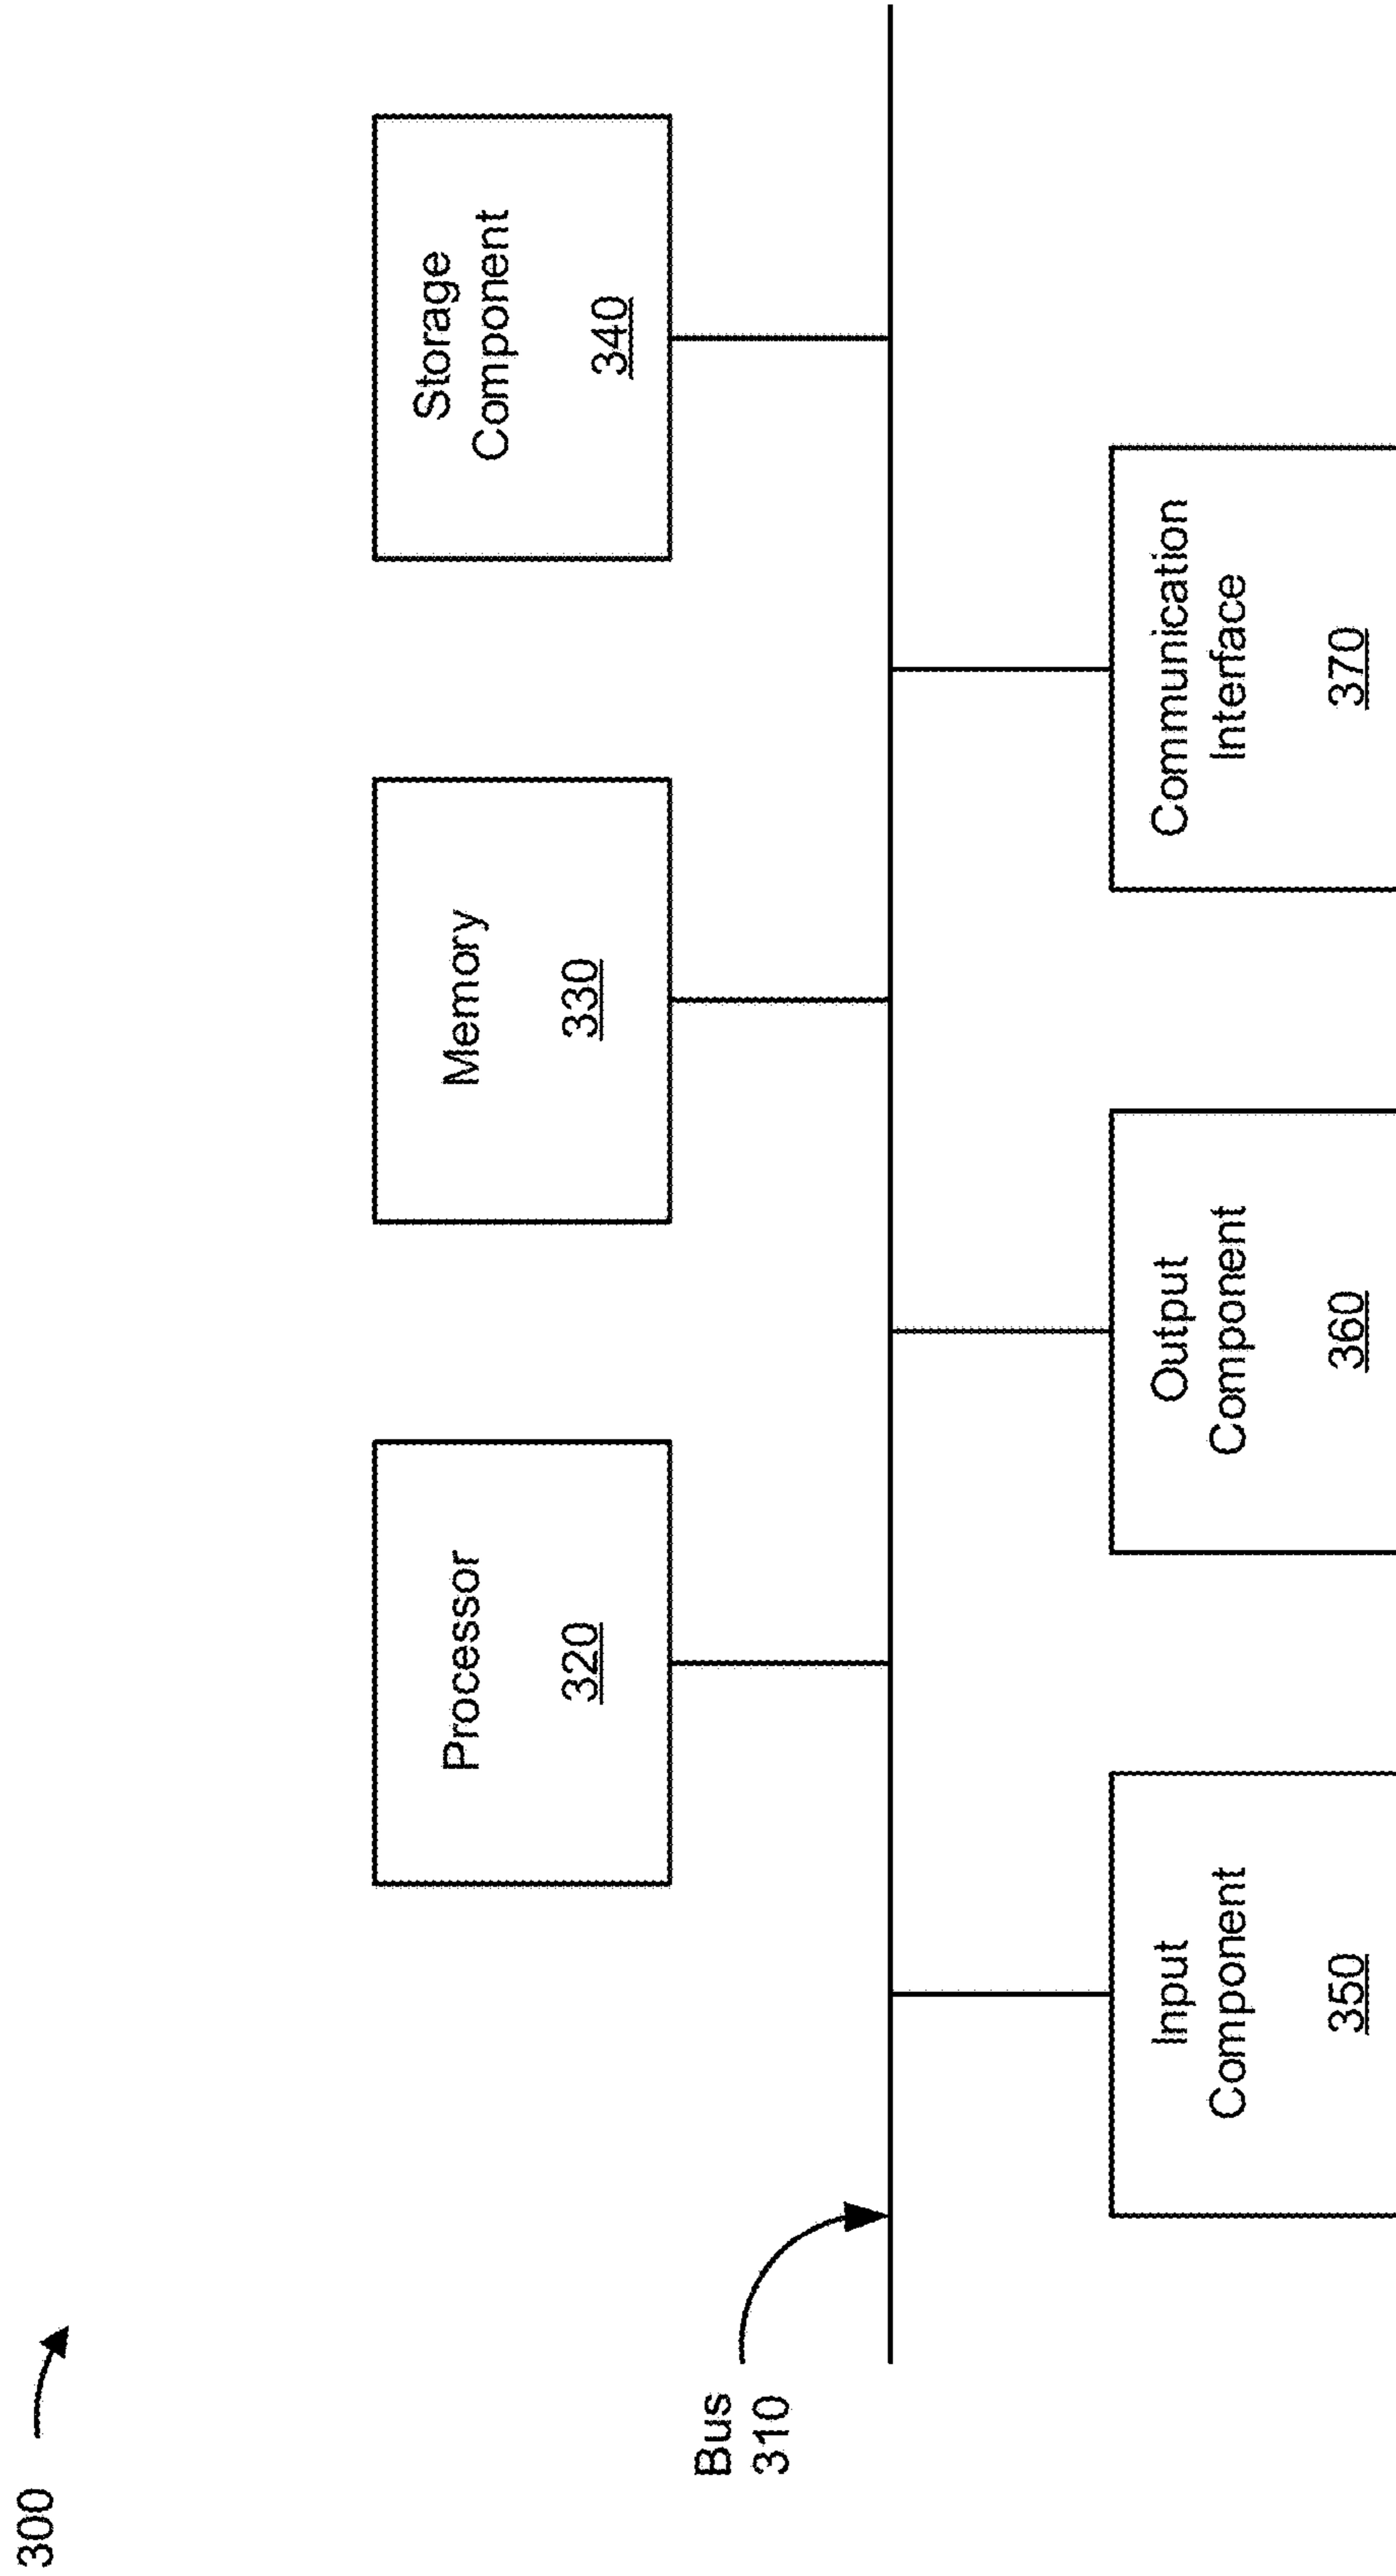 300
Processor
320
Memory
330
Storage
Component
340
Bus
310
Input
Component
350
Output
Component
360
Communication
Interface
370